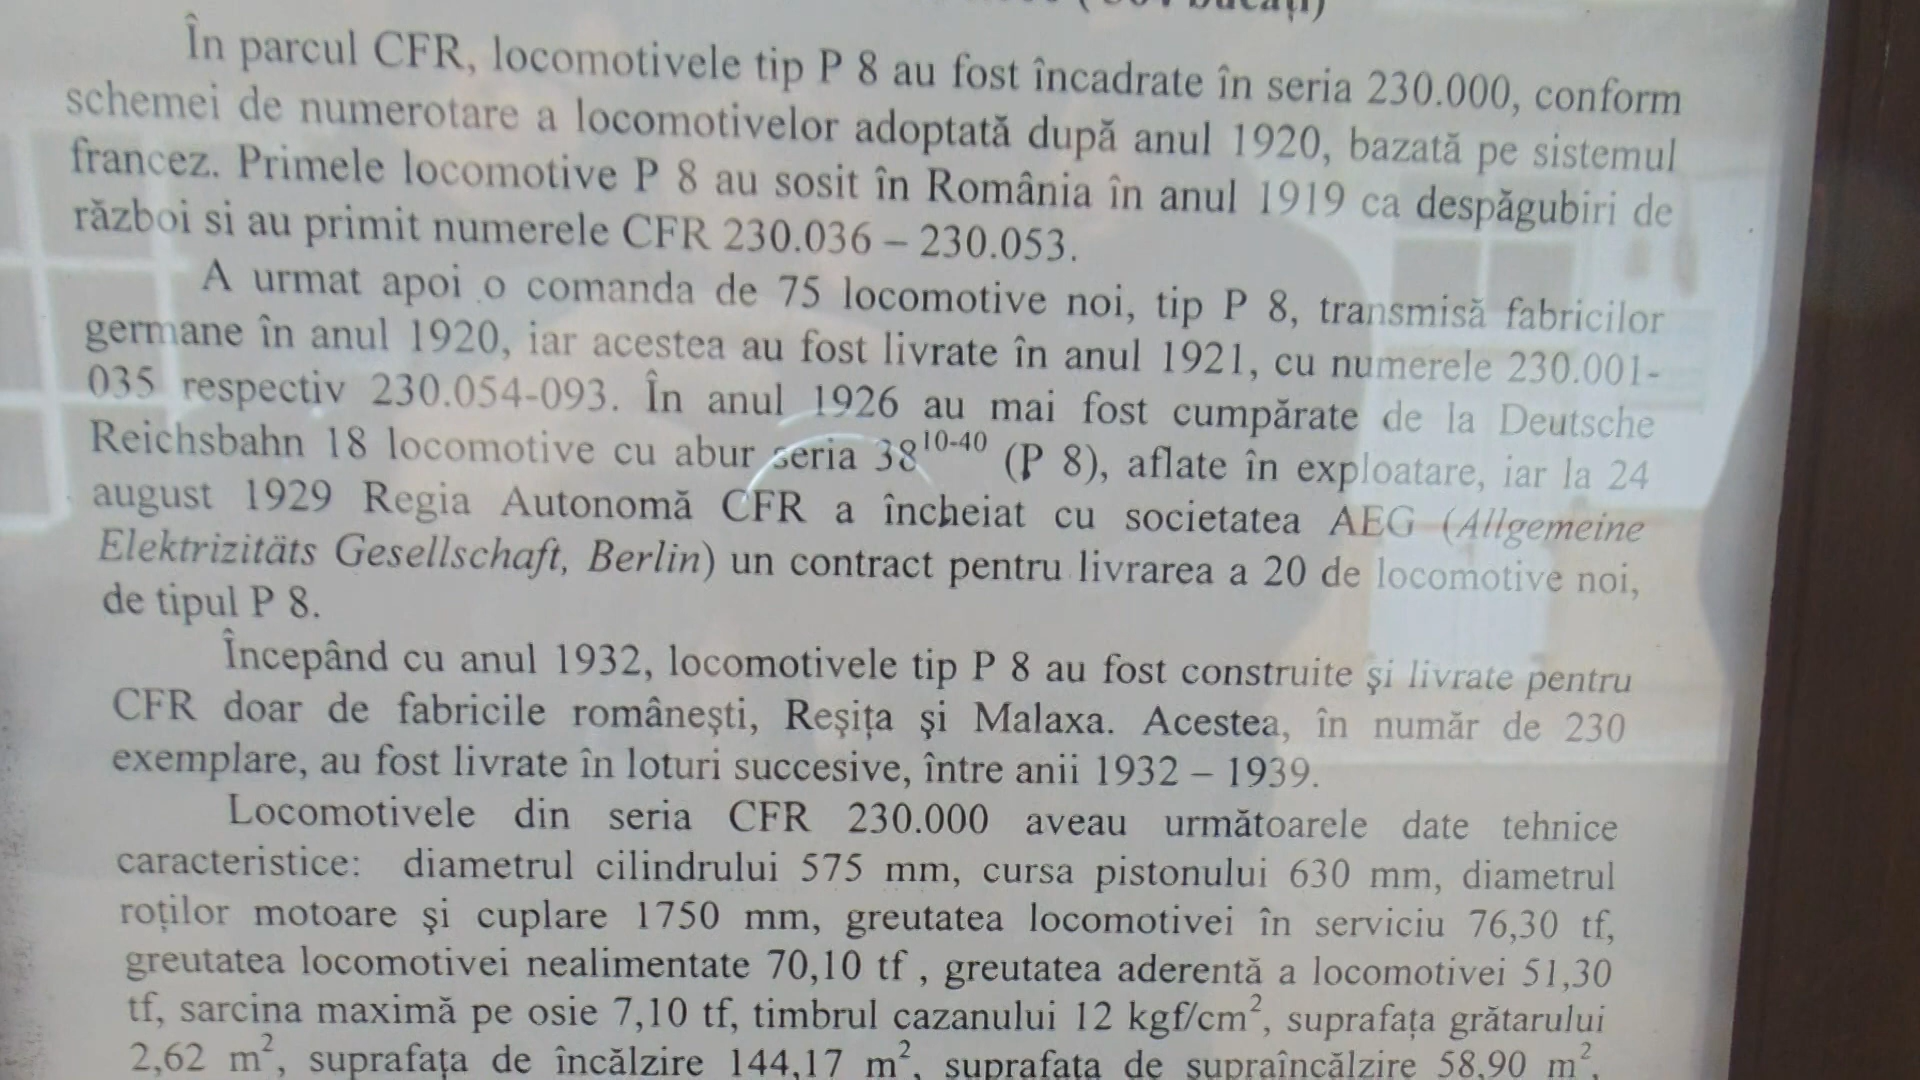 bucăți)
În parcul CFR, locomotivele tip P 8 au fost încadrate în seria 230.000, conform
schemei de numerotare a locomotivelor adoptată după anul 1920, bazată pe sistemul
francez. Primele locomotive P 8 au sosit în România în anul 1919 ca despăgubiri de
război si au primit numerele CFR 230.036 – 230.053.
A urmat apoi o comanda de 75 locomotive noi, tip P 8, transmisă fabricilor
germane în anul 1920, iar acestea au fost livrate în anul 1921, cu numerele 230.001-
035 respectiv 230.054-093. În anul 1926 au mai fost cumpărate de la Deutsche
Reichsbahn 18 locomotive cu abur seria 38¹⁰⁻⁴⁰ (P 8), aflate în exploatare, iar la 24
august 1929 Regia Autonomă CFR a încheiat cu societatea AEG (Allgemeine
Elektrizitäts Gesellschaft, Berlin) un contract pentru livrarea a 20 de locomotive noi,
de tipul P 8.
Începând cu anul 1932, locomotivele tip P 8 au fost construite şi livrate pentru
CFR doar de fabricile româneşti, Reşiţa şi Malaxa. Acestea, în număr de 230
exemplare, au fost livrate în loturi succesive, între anii 1932 – 1939.
Locomotivele din seria CFR 230.000 aveau următoarele date tehnice
caracteristice: diametrul cilindrului 575 mm, cursa pistonului 630 mm, diametrul
roţilor motoare şi cuplare 1750 mm, greutatea locomotivei în serviciu 76,30 tf,
greutatea locomotivei nealimentate 70,10 tf , greutatea aderentă a locomotivei 51,30
tf, sarcina maximă pe osie 7,10 tf, timbrul cazanului 12 kgf/cm², suprafaţa grătarului
2,62 m², suprafaţa de încălzire 144,17 m², suprafaţa de supraîncălzire 58,90 m²,